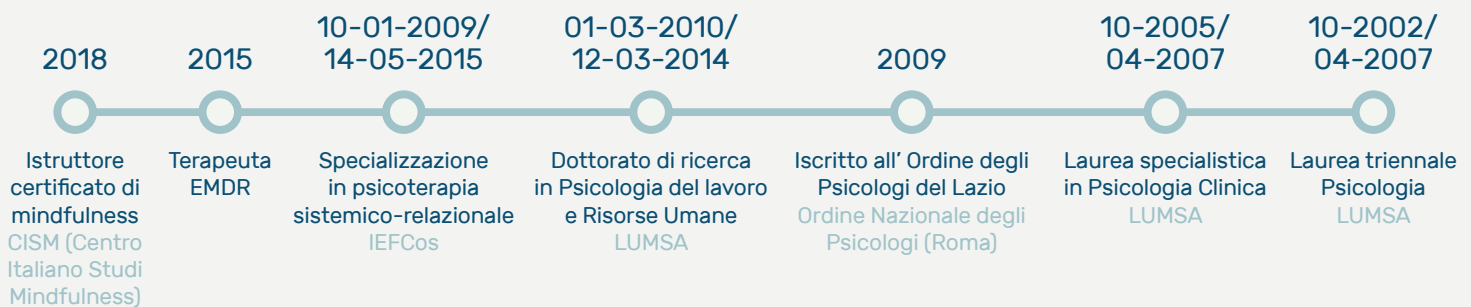 2018
Istruttore
certificato di
mindfulness
CISM (Centro
Italiano Studi
Mindfulness)
2015
Terapeuta
EMDR
10-01-2009/
14-05-2015
Specializzazione
in psicoterapia
sistemico-relazionale
IEFCos
01-03-2010/
12-03-2014
Dottorato di ricerca
in Psicologia del lavoro
e Risorse Umane
LUMSA
2009
Iscritto all' Ordine degli
Psicologi del Lazio
Ordine Nazionale degli
Psicologi (Roma)
10-2005/
04-2007
Laurea specialistica
in Psicologia Clinica
LUMSA
10-2002/
04-2007
Laurea triennale
Psicologia
LUMSA